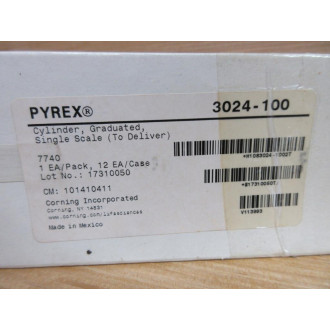 PYREX® 3024-100
Cylinder, Graduated,
Single Scale (To Deliver)
7740
1 EA/Pack, 12 EA/Case
Lot No.: 17310050
CM: 101410411
Corning Incorporated
Corning, NY 14831
www.corning.com/lifesciences
Made in Mexico
V113983